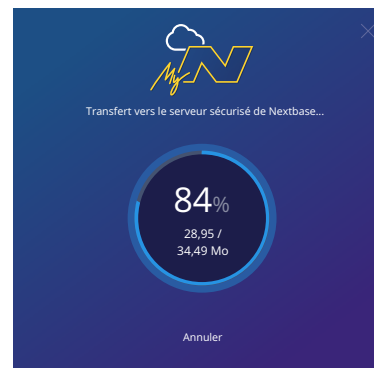 MyN
Transfert vers le serveur sécurisé de Nextbase...
84%
28,95 /
34,49 Mo
Annuler